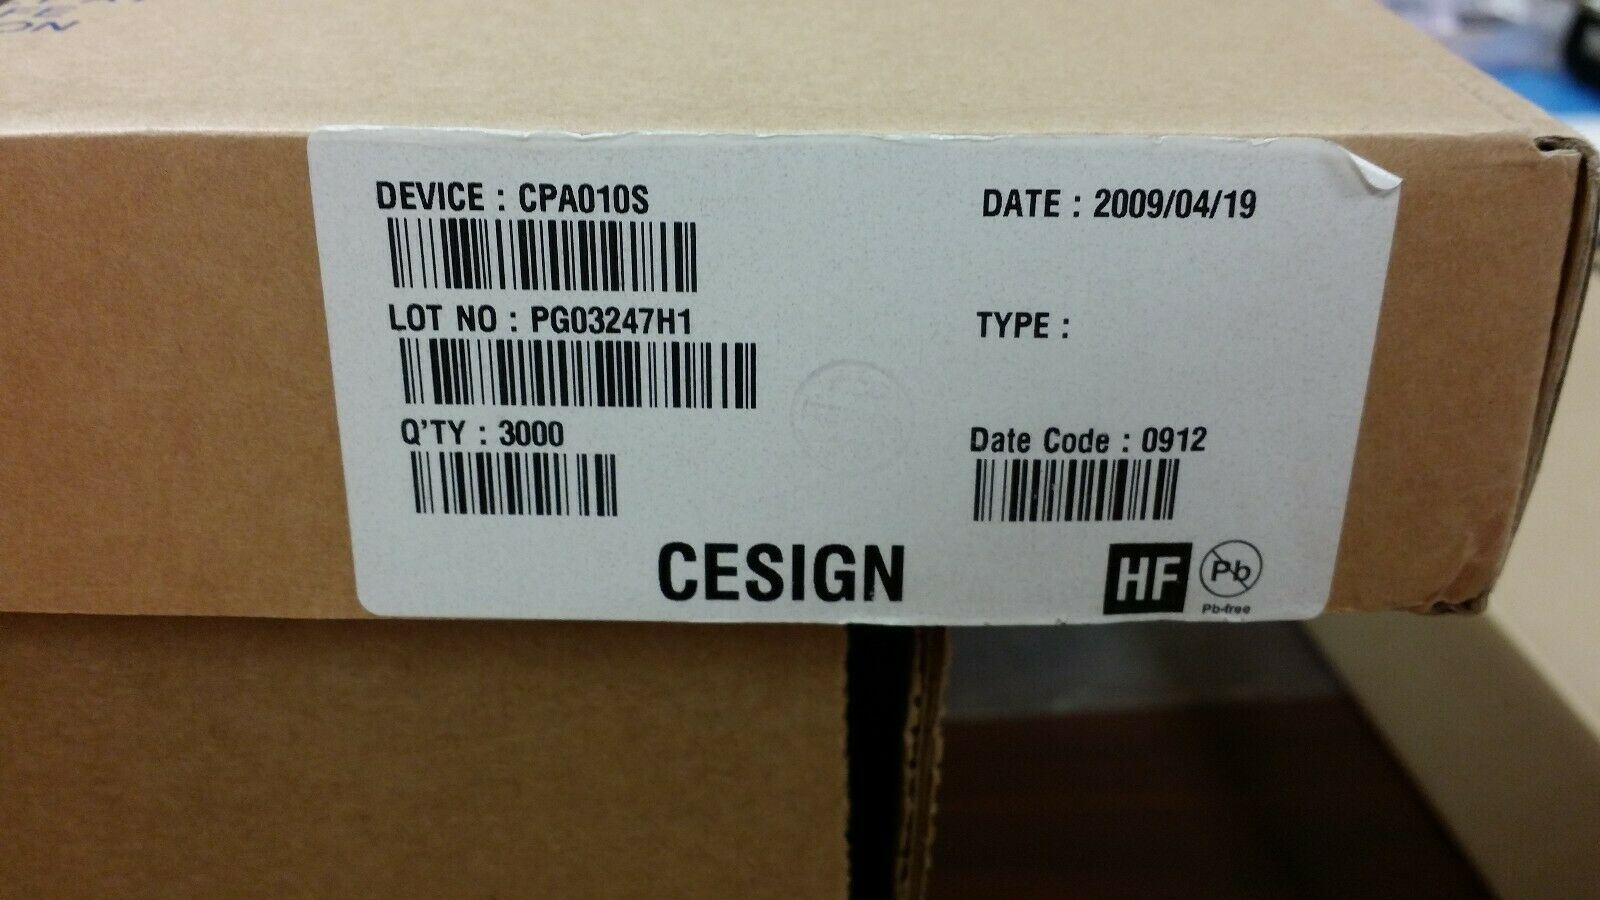 ON
DEVICE : CPA010S
DATE : 2009/04/19
LOT NO : PG03247H1
TYPE :
Q'TY : 3000
Date Code : 0912
CESIGN
HF
Pb
Pb-free